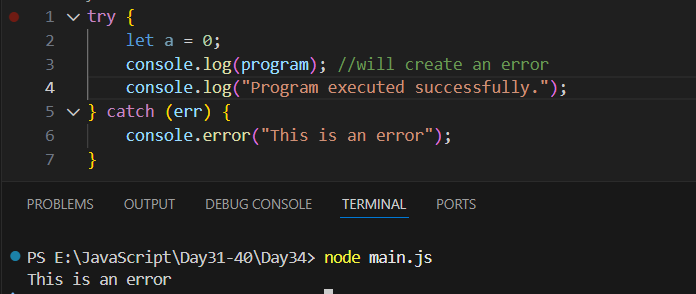 1 try {
2 let a = 0;
3 console.log(program); //will create an error
4 console.log("Program executed successfully.");
5 } catch (err) {
6 console.error("This is an error");
7 }
PROBLEMS OUTPUT DEBUG CONSOLE TERMINAL PORTS
PS E:\JavaScript\Day31-40\Day34> node main.js
This is an error